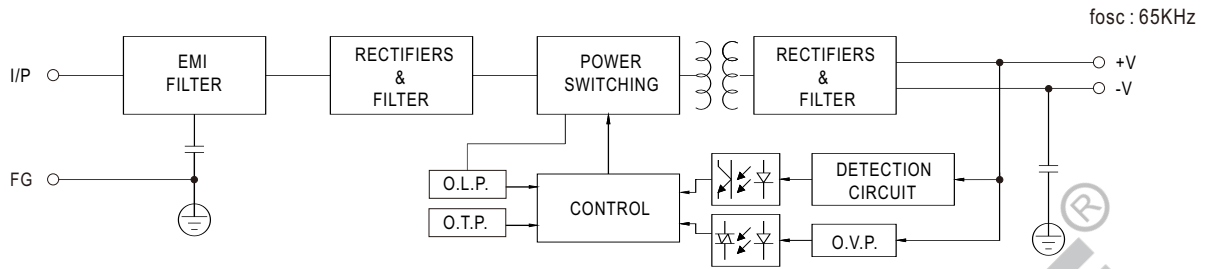 fosc : 65KHz
I/P
EMI
FILTER
RECTIFIERS
&
FILTER
POWER
SWITCHING
RECTIFIERS
&
FILTER
+V
-V
FG
O.L.P.
O.T.P.
CONTROL
DETECTION
CIRCUIT
O.V.P.
®